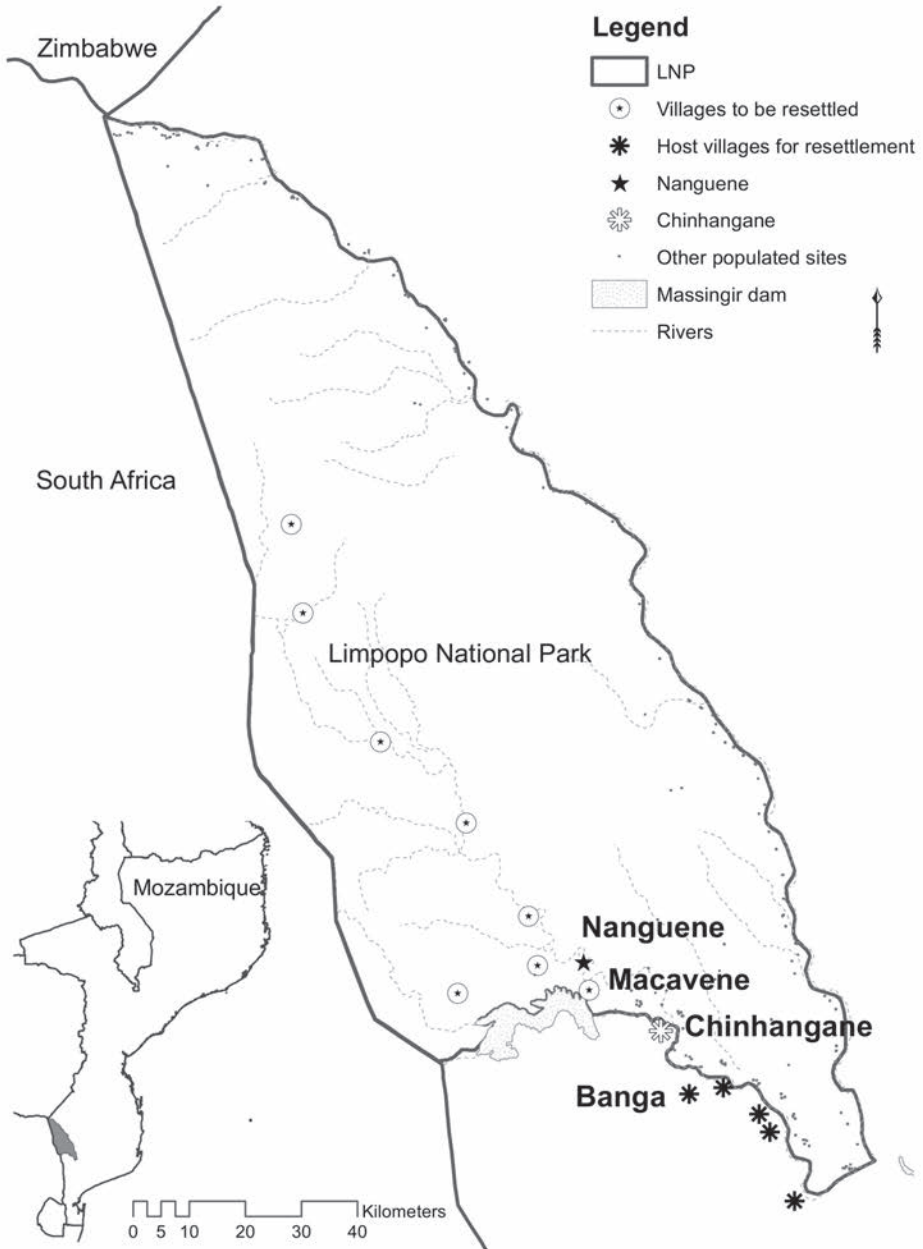 Zimbabwe
Legend
LNP
Villages to be resettled
Host villages for resettlement
Nanguene
Chinhangane
Other populated sites
Massingir dam
Rivers
South Africa
Limpopo National Park
Mozambique
Nanguene
Macavene
Chinhangane
Banga
Kilometers
0 5 10 20 30 40